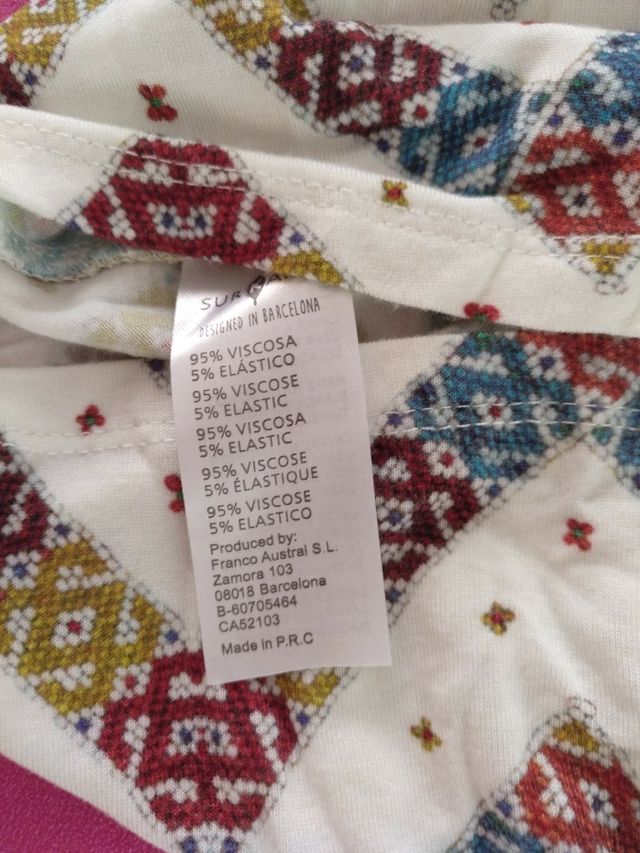 DESIGNED IN BARCELONA
95% VISCOSA
5% ELÁSTICO
95% VISCOSE
5% ELASTIC
95% VISCOSA
5% ELASTIC
95% VISCOSE
5% ÉLASTIQUE
95% VISCOSE
5% ELASTICO
Produced by:
Franco Austral S.L.
Zamora 103
08018 Barcelona
B-60705464
CA52103
Made in P.R.C